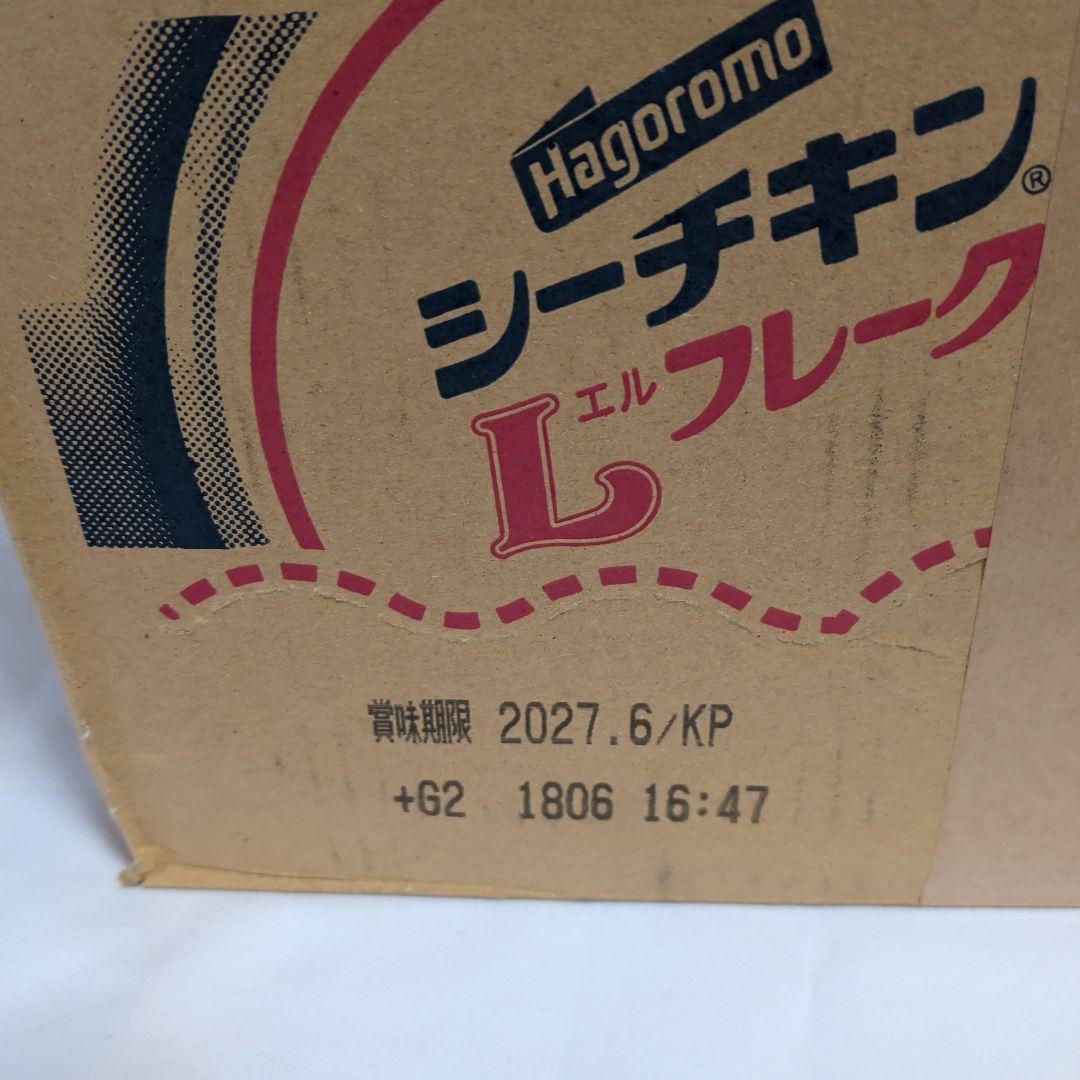 Hagoromo
シーチキン®
Lエルフレーク
賞味期限 2027.6/KP
+G2 1806 16:47